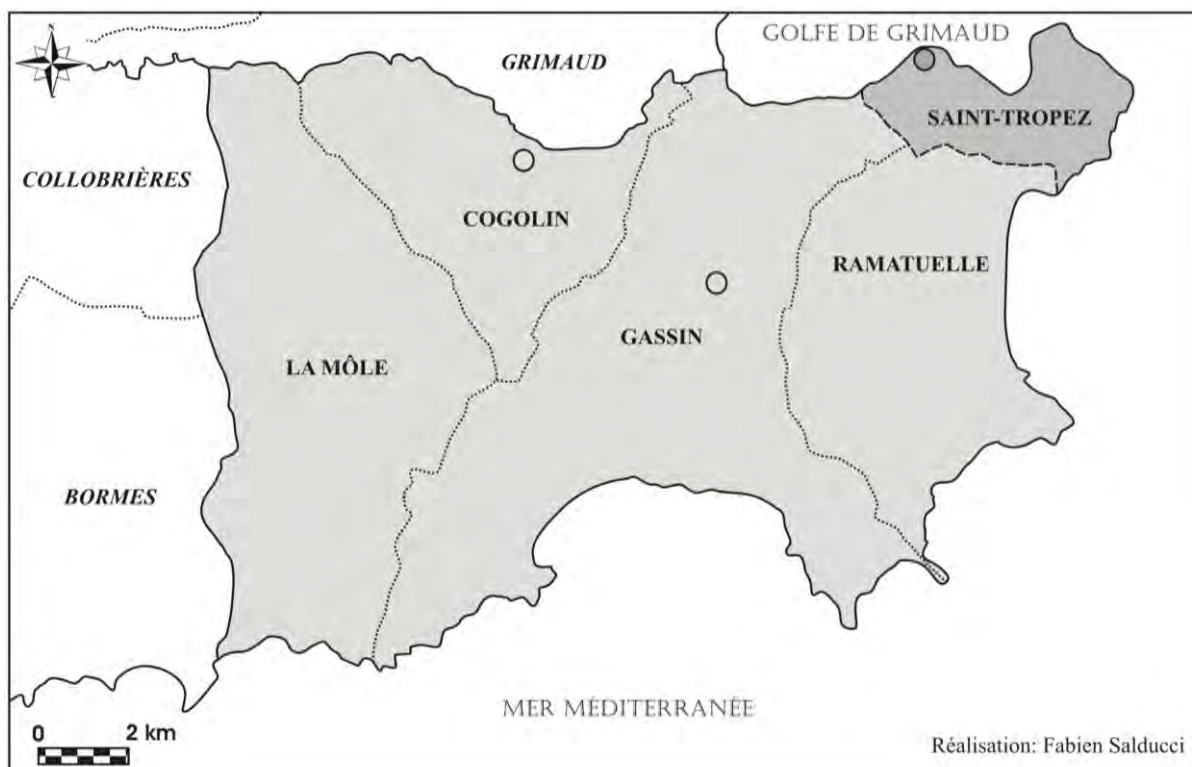 N
GOLFE DE GRIMAUD
GRIMAUD
SAINT-TROPEZ
COLLOBRIÈRES
COGOLIN
RAMATUELLE
GASSIN
LA MÔLE
BORMES
MER MÉDITERRANÉE
0 2 km
Réalisation: Fabien Salducci